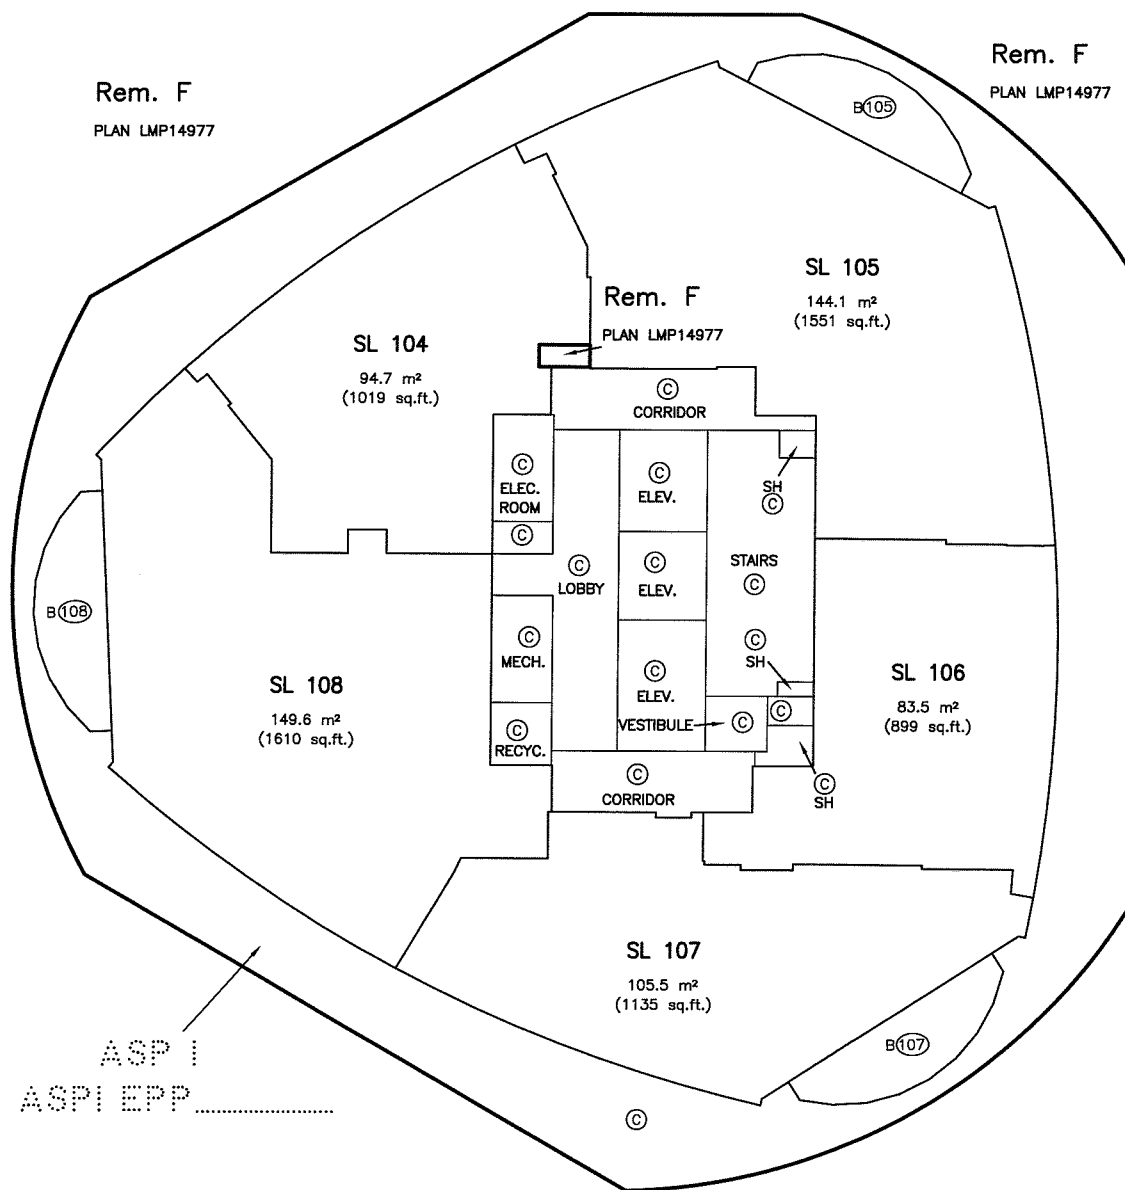 Rem. F
PLAN LMP14977
Rem. F
PLAN LMP14977
B 105
SL 105
144.1 m²
(1551 sq.ft.)
Rem. F
PLAN LMP14977
SL 104
94.7 m²
(1019 sq.ft.)
C
CORRIDOR
C
ELEC.
ROOM
C
C
ELEV.
SH
C
C
LOBBY
C
ELEV.
STAIRS
C
B 108
C
MECH.
C
SH
C
ELEV.
SL 108
149.6 m²
(1610 sq.ft.)
SL 106
83.5 m²
(899 sq.ft.)
C
RECYC.
VESTIBULE
C
C
C
CORRIDOR
C
SH
SL 107
105.5 m²
(1135 sq.ft.)
B 107
ASP I
ASPI EPP
C